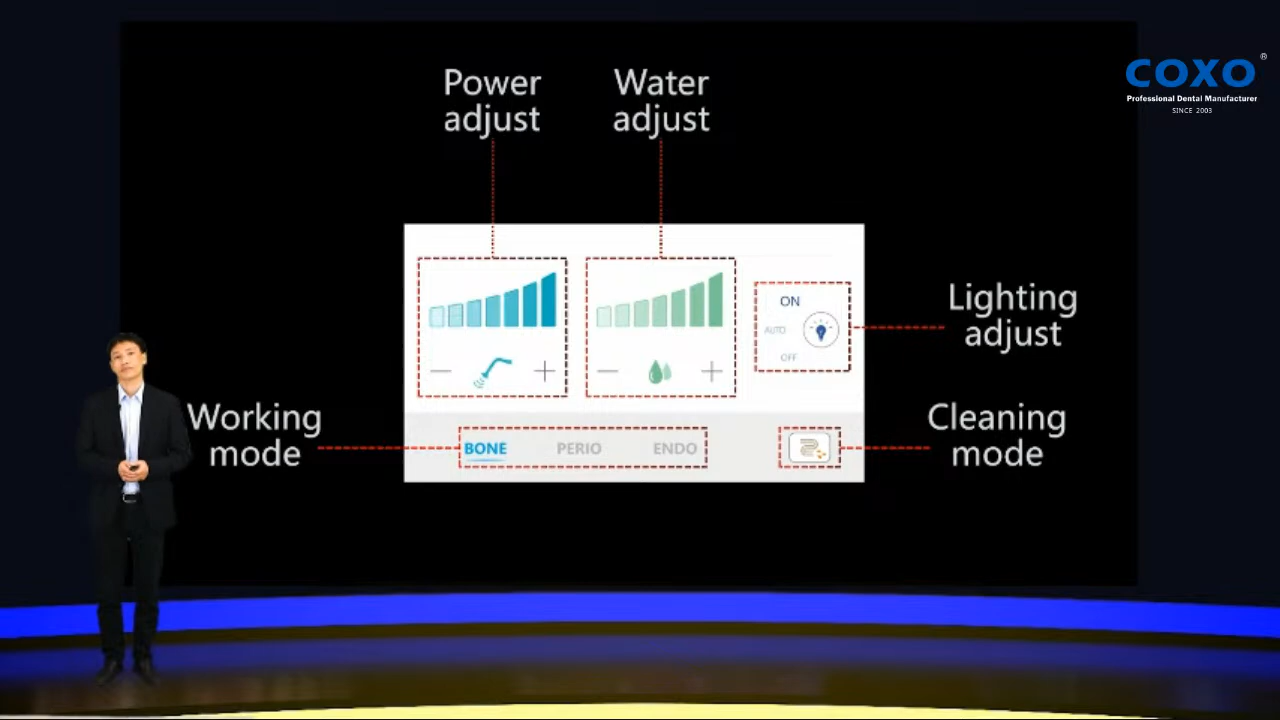 Power
adjust
Water
adjust
COXO®
Professional Dental Manufacturer
SINCE 2003
ON
AUTO
OFF
Lighting
adjust
Working
mode
BONE PERIO ENDO
Cleaning
mode